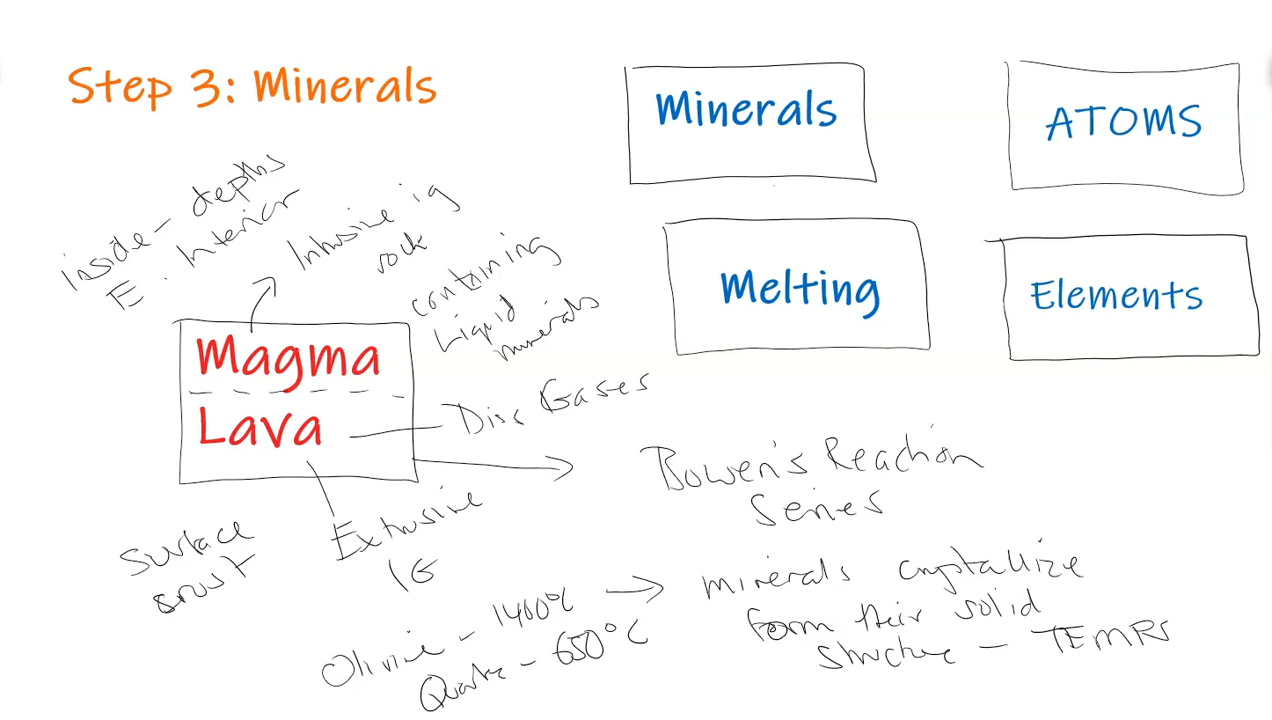 Step 3: Minerals
Minerals
ATOMS
Melting
Elements
inside - depths
E. Interior
Intrusive ig
rock
containing
Liquid
minerals
Magma
Lava
Disc Gases
Bowen's Reaction
Series
Surface
crust
Extrusive
IG
Olivine - 1400°C
Quartz - 650°C
minerals crystallize
form their solid
structure - TEMPS